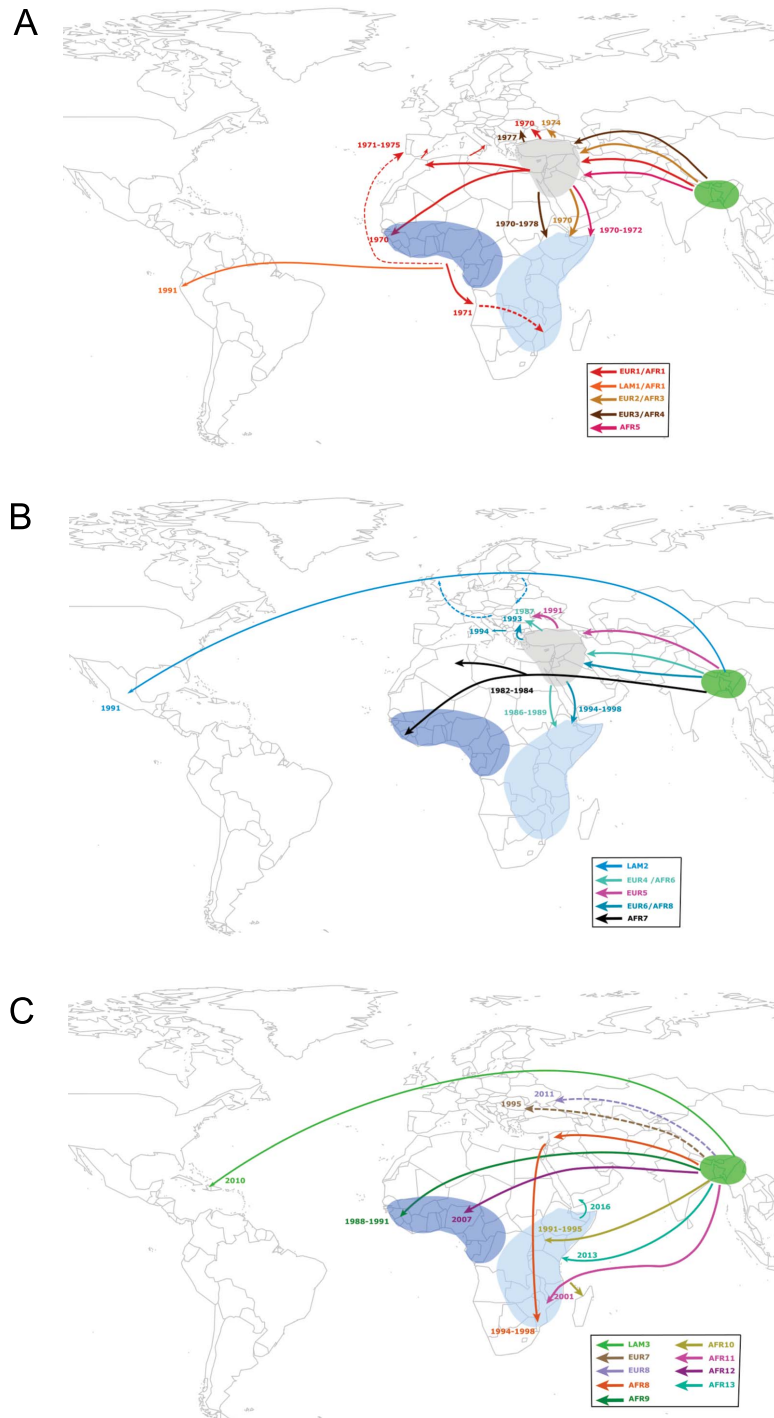 A
1970
1974
1977
1971-1975
1970-1978
1970
1970-1972
1970
1991
1971
EUR1/AFR1
LAM1/AFR1
EUR2/AFR3
EUR3/AFR4
AFR5
B
1987
1991
1993
1994
1982-1984
1991
1986-1989
1994-1998
LAM2
EUR4 /AFR6
EUR5
EUR6/AFR8
AFR7
C
2011
1995
2010
2016
1988-1991
2007
1991-1995
2013
2001
1994-1998
LAM3
AFR10
EUR7
AFR11
EUR8
AFR12
AFR8
AFR13
AFR9